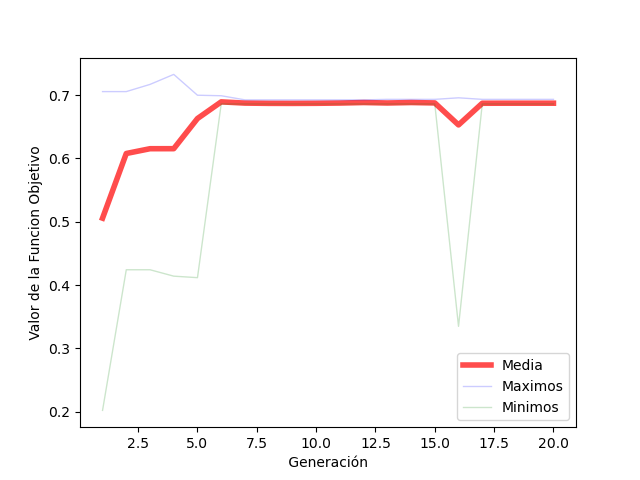 0.7
0.6
0.5
0.4
0.3
0.2
Valor de la Funcion Objetivo
Media
Maximos
Minimos
2.5 5.0 7.5 10.0 12.5 15.0 17.5 20.0
Generación